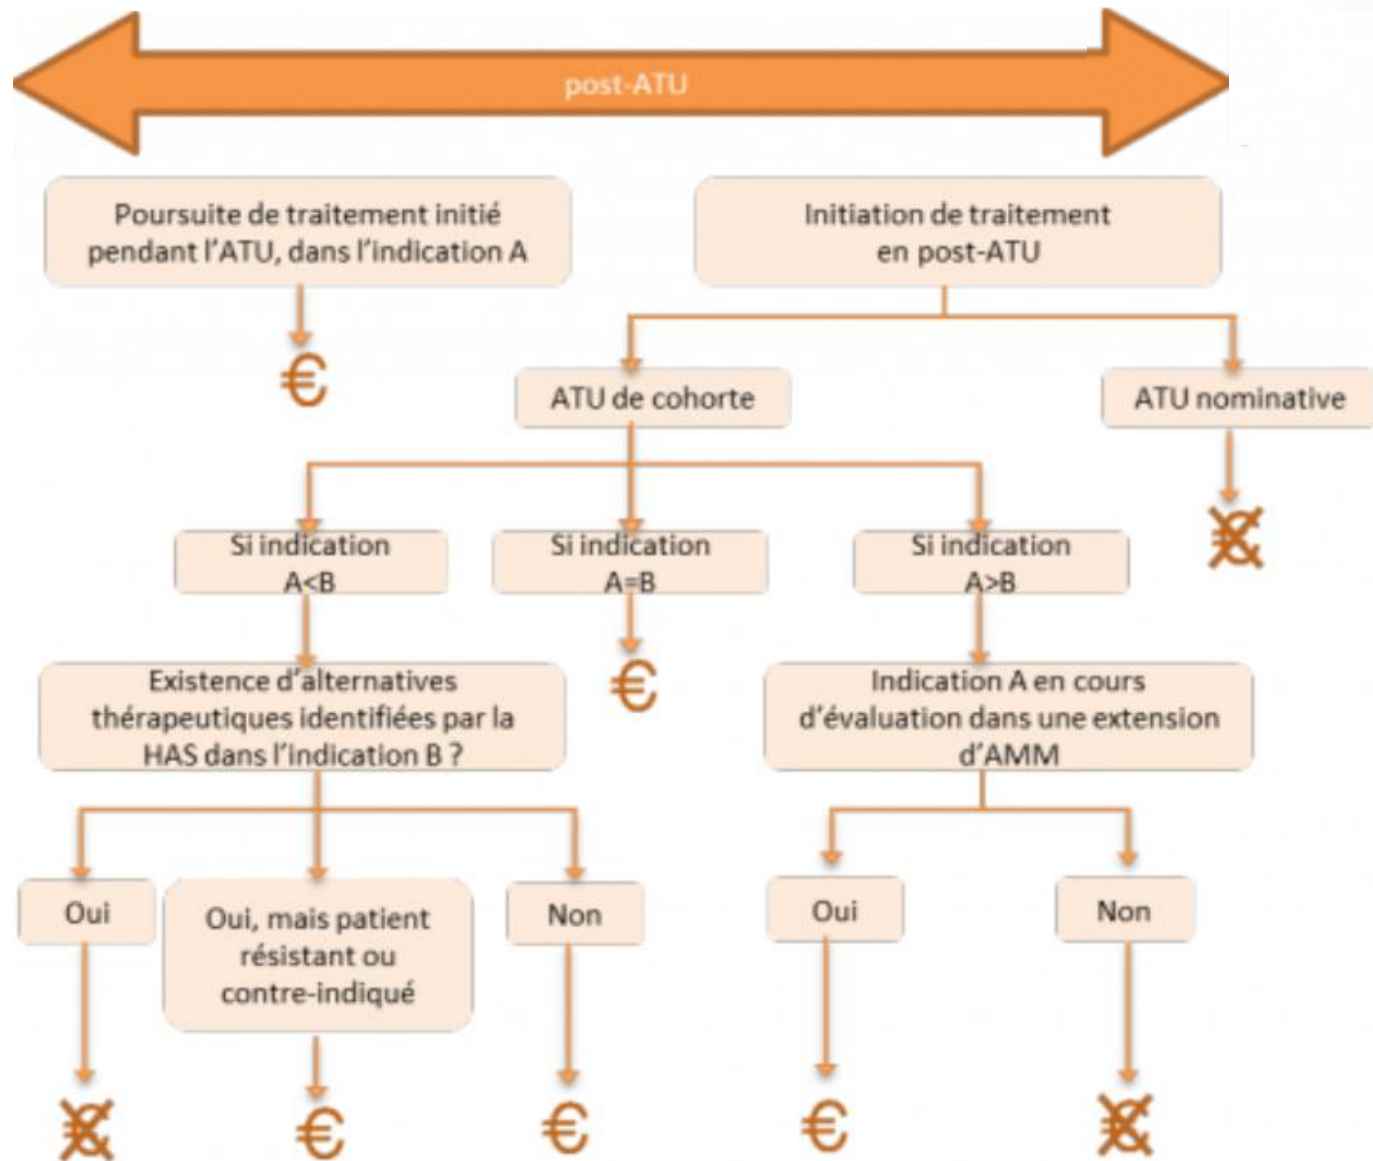 post-ATU
Poursuite de traitement initié
pendant l'ATU, dans l'indication A
Initiation de traitement
en post-ATU
€
ATU de cohorte
ATU nominative
€
Si indication
A<B
Si indication
A=B
Si indication
A>B
Existence d'alternatives
thérapeutiques identifiées par la
HAS dans l'indication B ?
€
Indication A en cours
d'évaluation dans une extension
d'AMM
Oui
Oui, mais patient
résistant ou
contre-indiqué
Non
Oui
Non
€
€
€
€
€